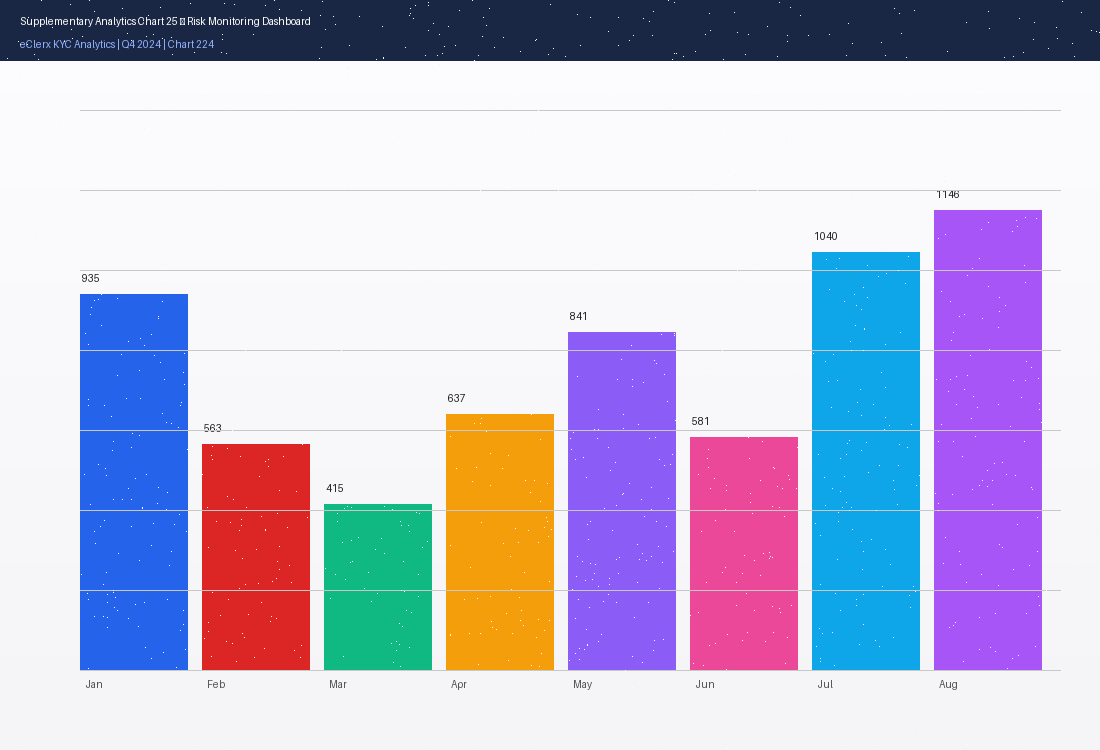 Supplementary Analytics Chart 25 □ Risk Monitoring Dashboard
eClerx KYC Analytics | Q4 2024 | Chart 224
1146
1040
935
841
637
581
563
415
Jan Feb Mar Apr May Jun Jul Aug